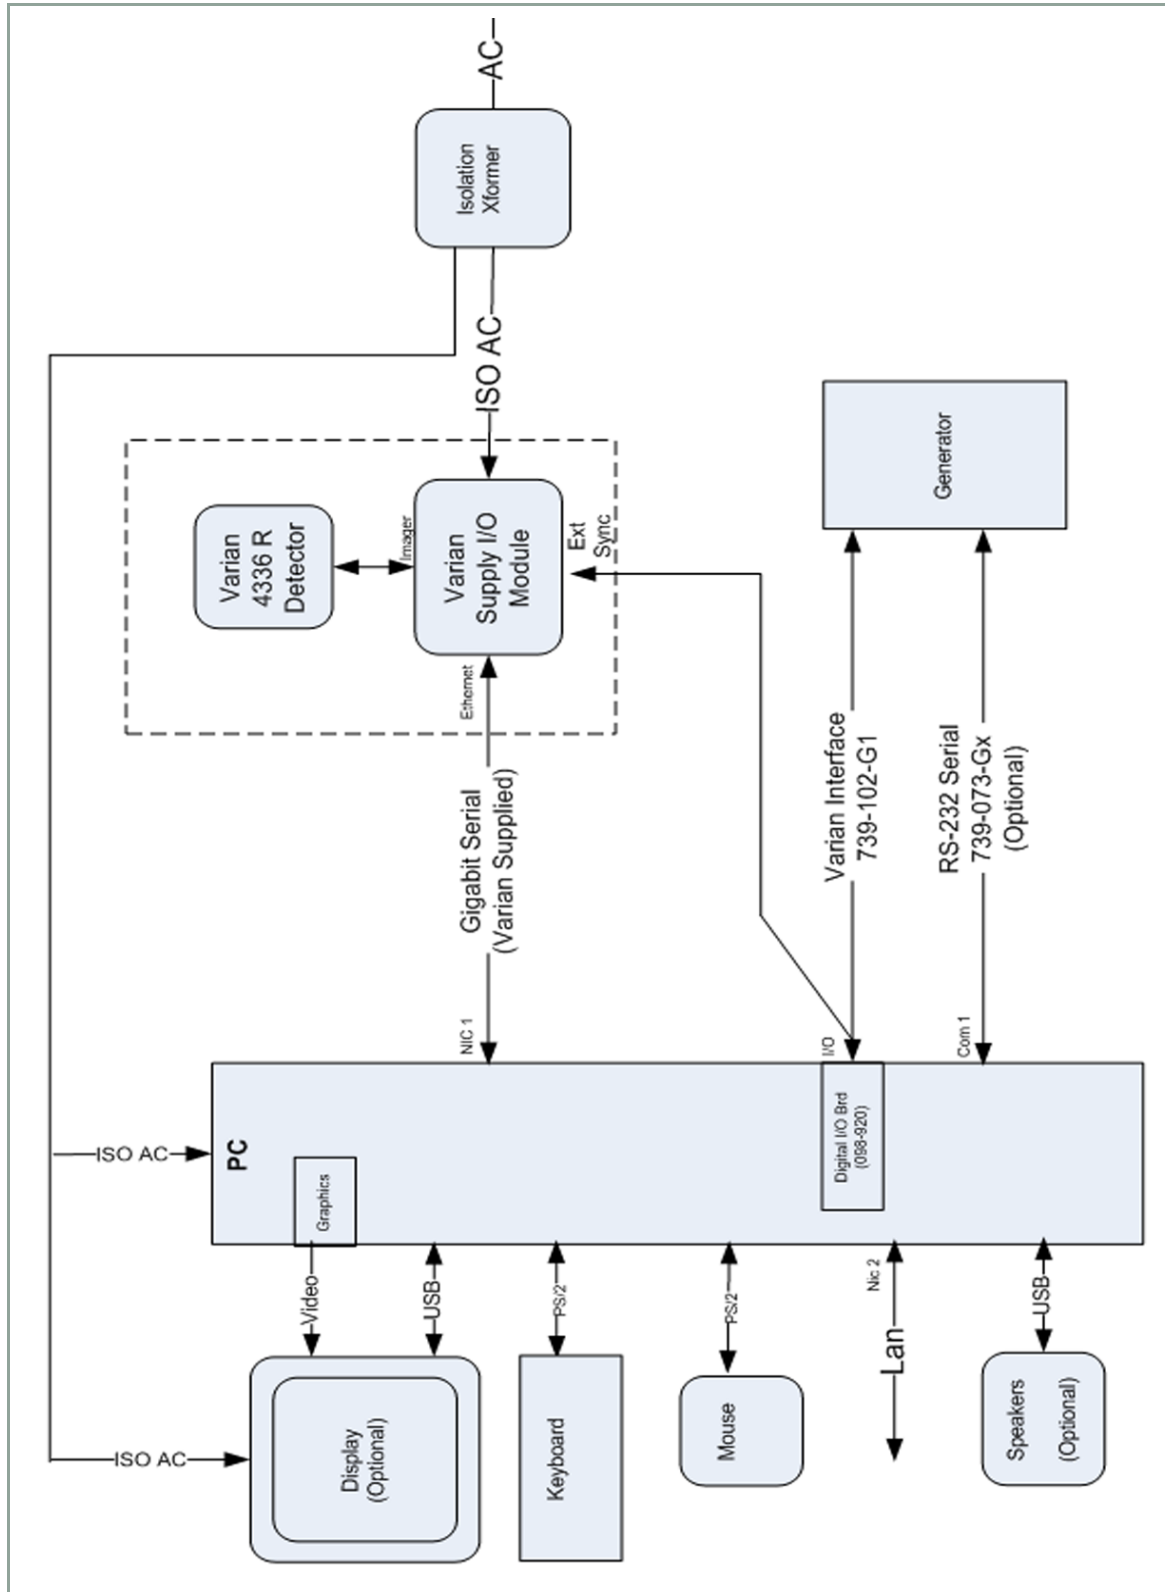 AC
Isolation
Xformer
ISO AC
Varian
4336 R
Detector
Imager
Varian
Supply I/O
Module
Ext
Sync
Ethernet
Gigabit Serial
(Varian Supplied)
NIC 1
Generator
Varian Interface
739-102-G1
RS-232 Serial
739-073-Gx
(Optional)
I/O
Com 1
ISO AC
PC
Graphics
Digital I/O Brd
(098-920)
Video
USB
PS/2
PS/2
Nic 2
Lan
USB
ISO AC
Display
(Optional)
Keyboard
Mouse
Speakers
(Optional)